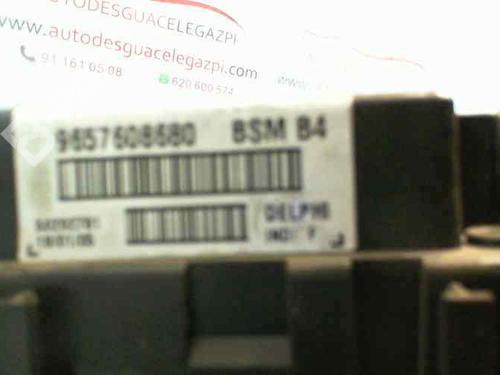 AUTODESGUACELEGAZPI
www.autodesguacelegazpi.com
91 161 05 08
620 600 574
www.
9657608680 BSM B4
DELPHI